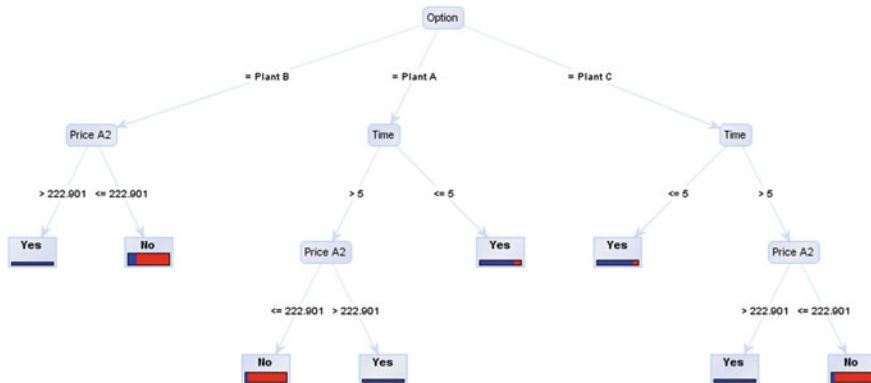 Option
= Plant B
= Plant A
= Plant C
Price A2
Time
Time
> 222.901
<= 222.901
> 5
<= 5
<= 5
> 5
Yes
No
Price A2
Yes
Yes
Price A2
<= 222.901
> 222.901
> 222.901
<= 222.901
No
Yes
Yes
No